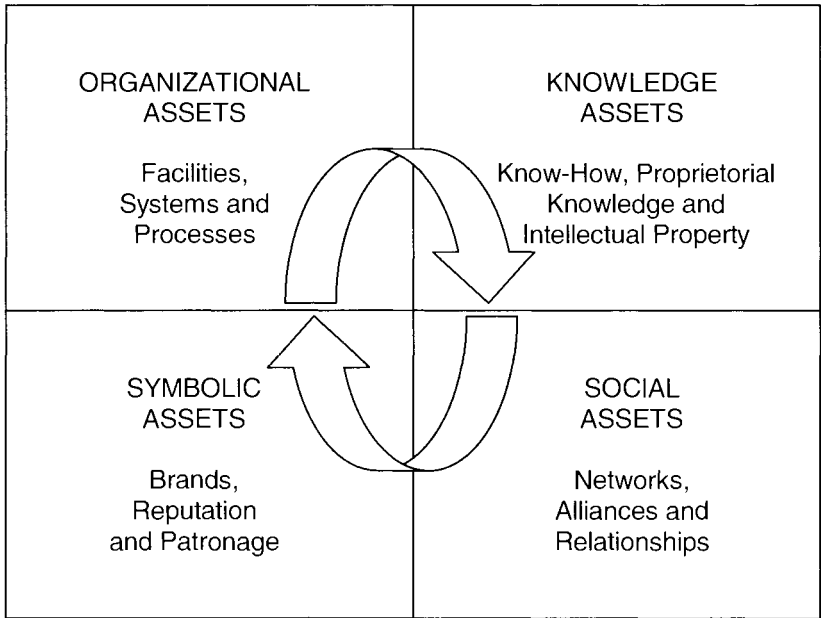 ORGANIZATIONAL
ASSETS
Facilities,
Systems and
Processes
KNOWLEDGE
ASSETS
Know-How, Proprietorial
Knowledge and
Intellectual Property
SYMBOLIC
ASSETS
Brands,
Reputation
and Patronage
SOCIAL
ASSETS
Networks,
Alliances and
Relationships